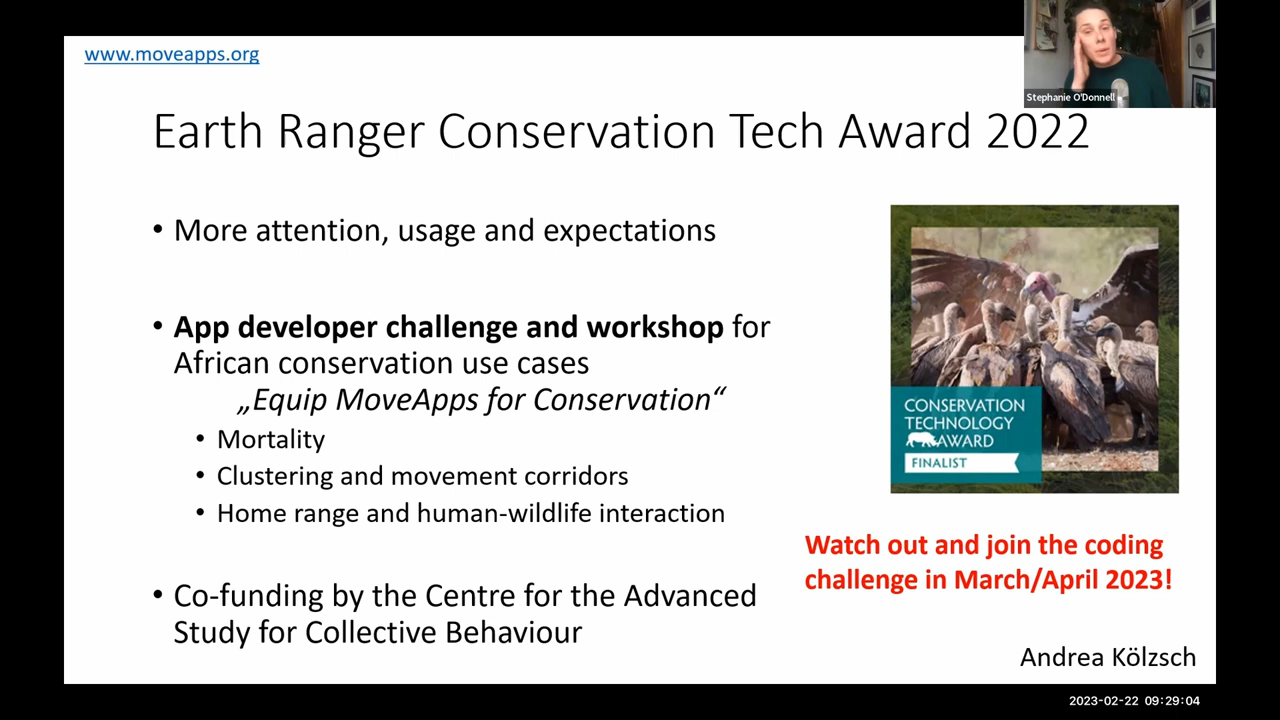 www.moveapps.org
Stephanie O'Donnell
Earth Ranger Conservation Tech Award 2022
• More attention, usage and expectations
• App developer challenge and workshop for
African conservation use cases
„Equip MoveApps for Conservation“
• Mortality
• Clustering and movement corridors
• Home range and human-wildlife interaction
• Co-funding by the Centre for the Advanced
Study for Collective Behaviour
CONSERVATION
TECHNOLOGY
AWARD
FINALIST
Watch out and join the coding
challenge in March/April 2023!
Andrea Kölzsch
2023-02-22 09:29:04